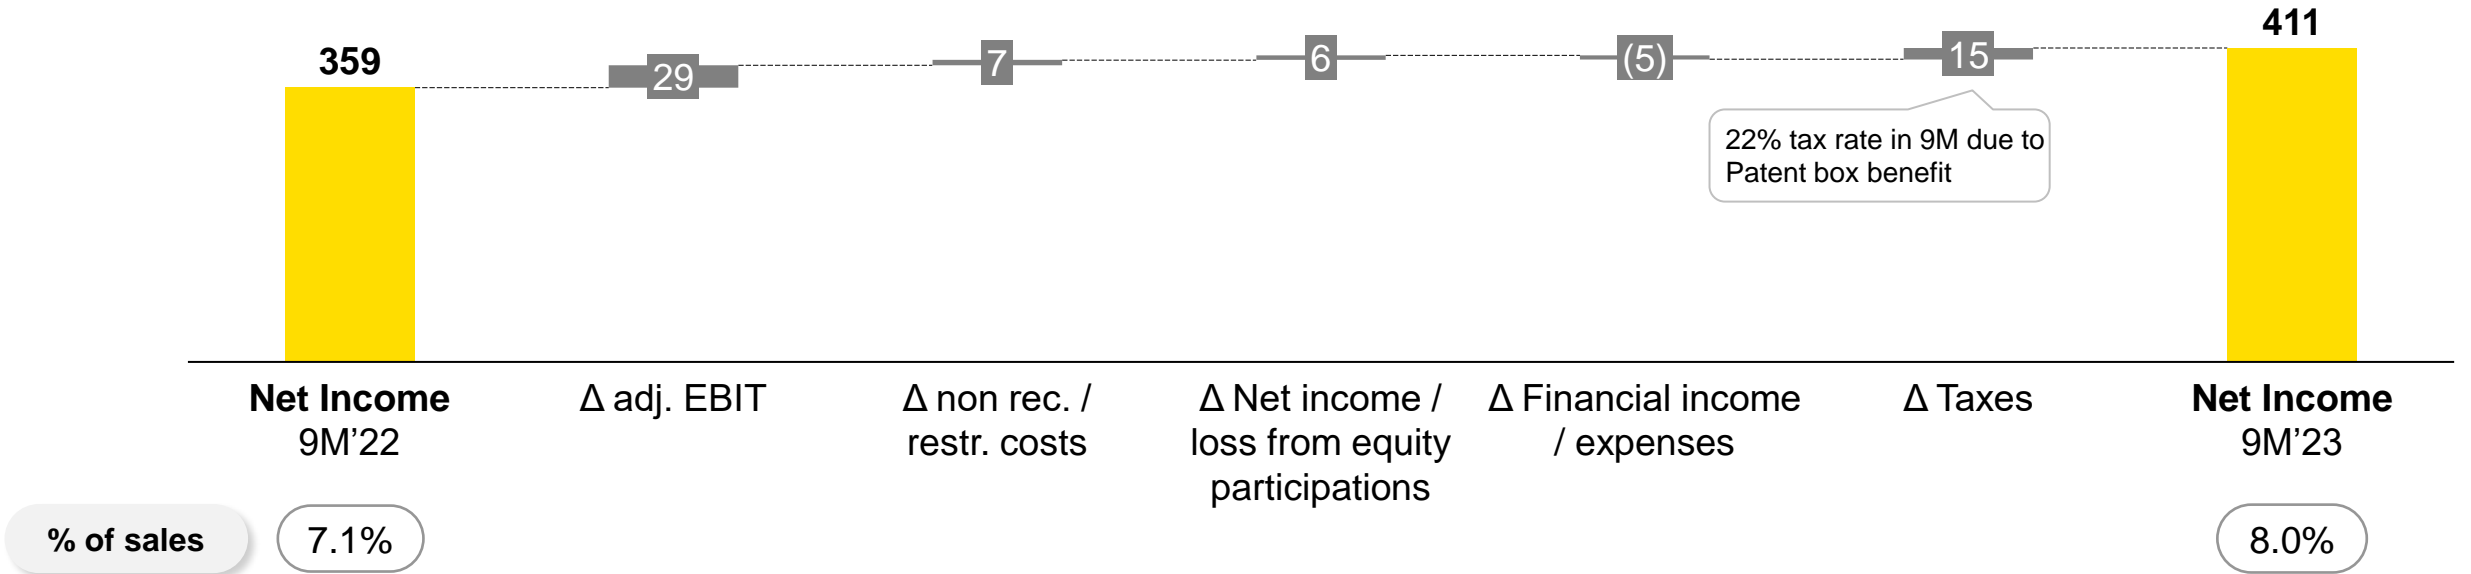 359
29
7
6
(5)
15
411
22% tax rate in 9M due to
Patent box benefit
Net Income
9M’22
Δ adj. EBIT
Δ non rec. /
restr. costs
Δ Net income /
loss from equity
participations
Δ Financial income
/ expenses
Δ Taxes
Net Income
9M’23
% of sales
7.1%
8.0%